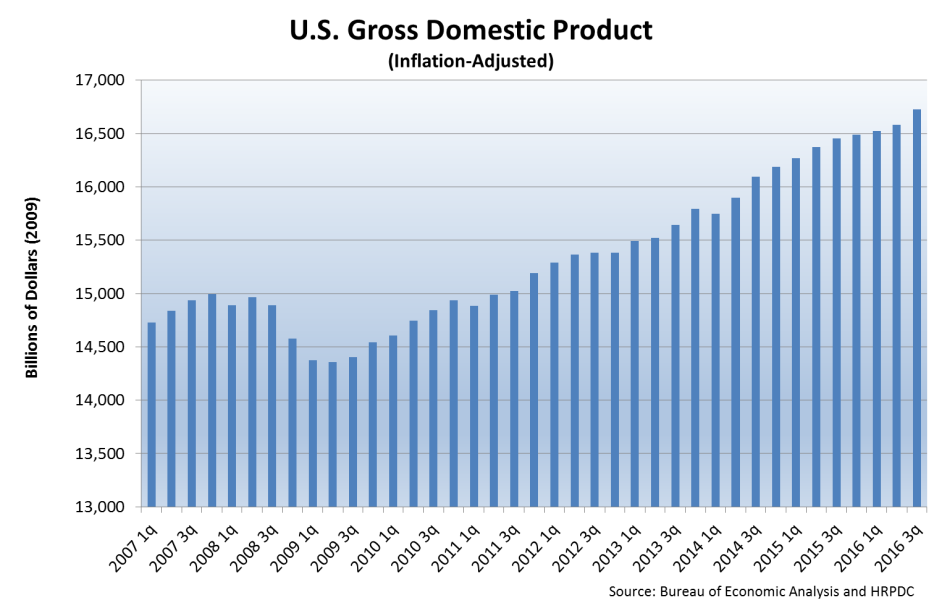 U.S. Gross Domestic Product
(Inflation-Adjusted)
Billions of Dollars (2009)
17,000
16,500
16,000
15,500
15,000
14,500
14,000
13,500
13,000
2007 1q
2007 3q
2008 1q
2008 3q
2009 1q
2009 3q
2010 1q
2010 3q
2011 1q
2011 3q
2012 1q
2012 3q
2013 1q
2013 3q
2014 1q
2014 3q
2015 1q
2015 3q
2016 1q
2016 3q
Source: Bureau of Economic Analysis and HRPDC